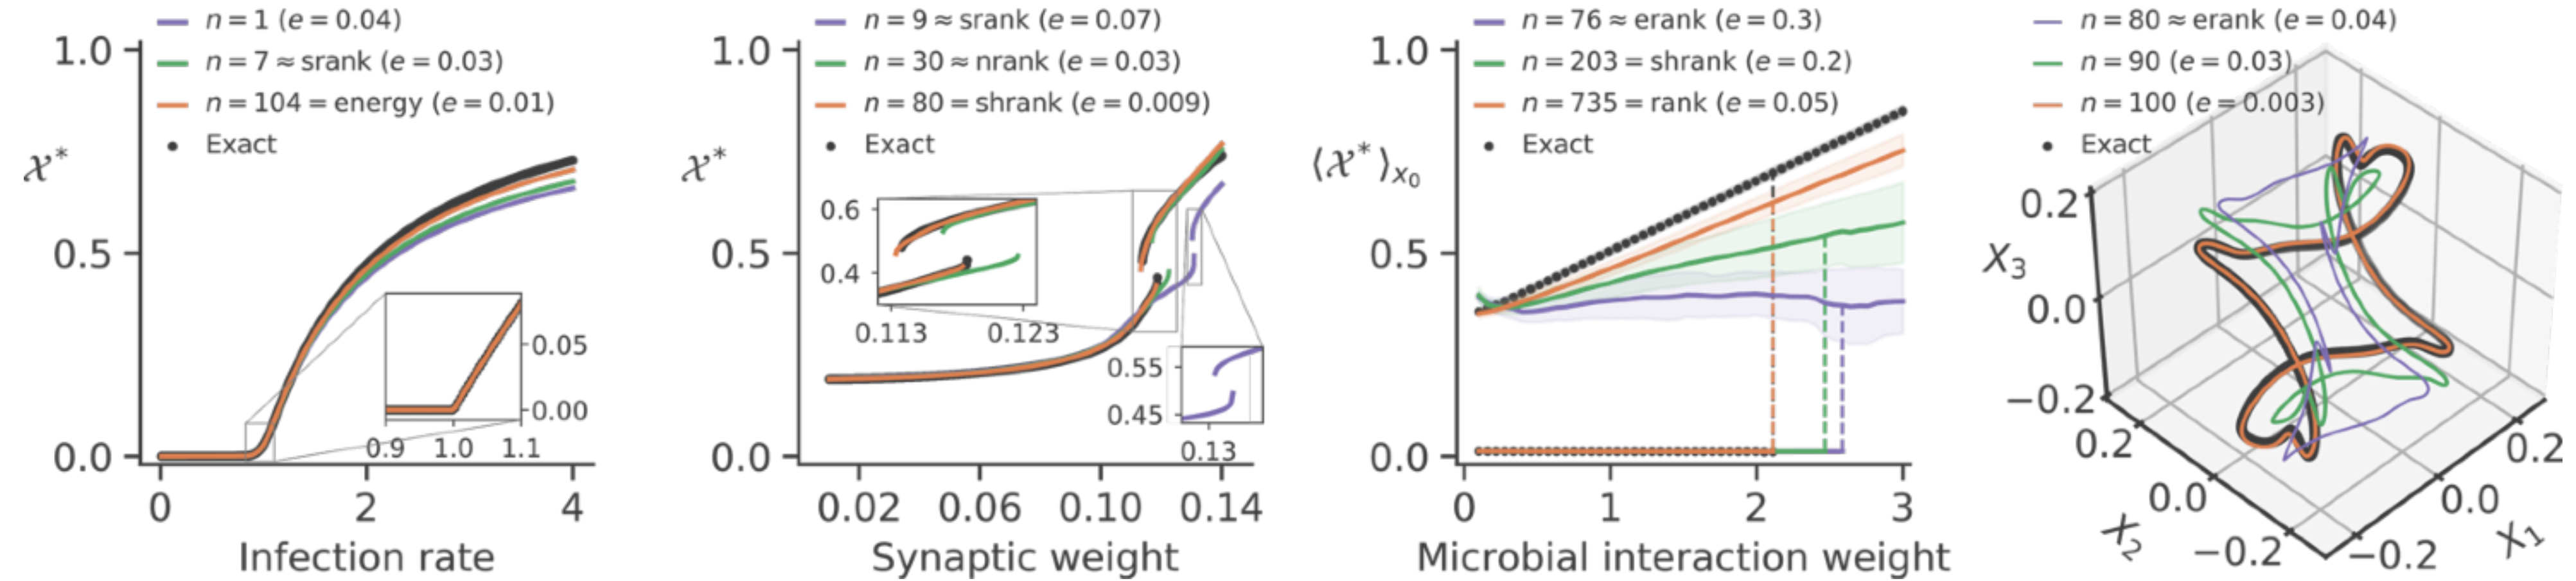 n = 1 (e = 0.04)
n = 7 ≈ srank (e = 0.03)
n = 104 = energy (e = 0.01)
Exact
1.0
0.5
0.0
𝒳*
0.05
0.00
0.9 1.0 1.1
0 2 4
Infection rate
n = 9 ≈ srank (e = 0.07)
n = 30 ≈ nrank (e = 0.03)
n = 80 = shrank (e = 0.009)
Exact
1.0
0.5
0.0
𝒳*
0.6
0.4
0.113 0.123
0.55
0.45
0.13
0.02 0.06 0.10 0.14
Synaptic weight
n = 76 ≈ erank (e = 0.3)
n = 203 = shrank (e = 0.2)
n = 735 = rank (e = 0.05)
Exact
1.0
0.5
0.0
⟨𝒳*⟩x₀
0 1 2 3
Microbial interaction weight
n = 80 ≈ erank (e = 0.04)
n = 90 (e = 0.03)
n = 100 (e = 0.003)
Exact
X₃
0.2
0.0
−0.2
X₂
0.2
0.0
−0.2
X₁
−0.2
0.0
0.2